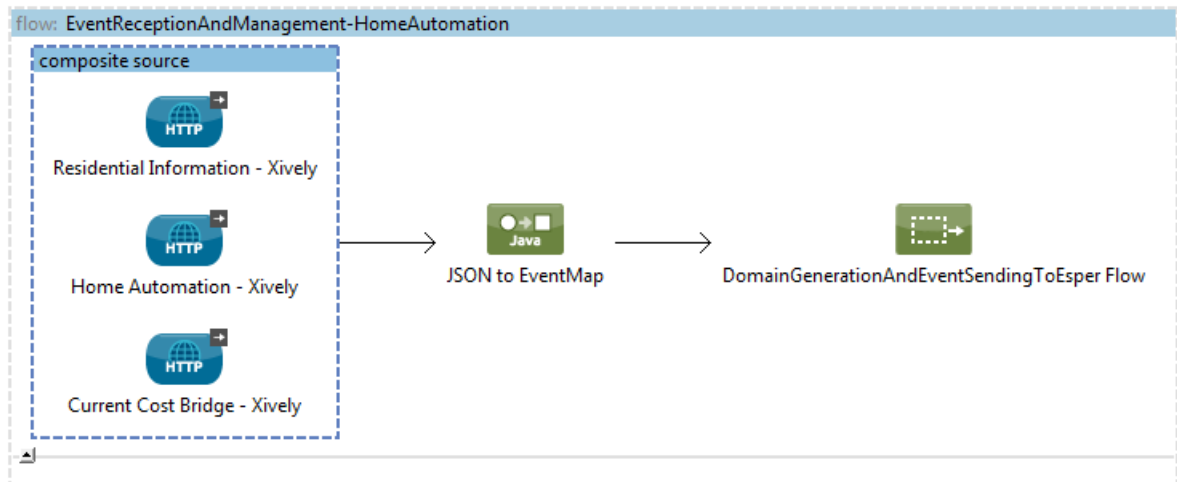 flow: EventReceptionAndManagement-HomeAutomation
composite source
HTTP
Residential Information - Xively
HTTP
Home Automation - Xively
HTTP
Current Cost Bridge - Xively
Java
JSON to EventMap
DomainGenerationAndEventSendingToEsper Flow